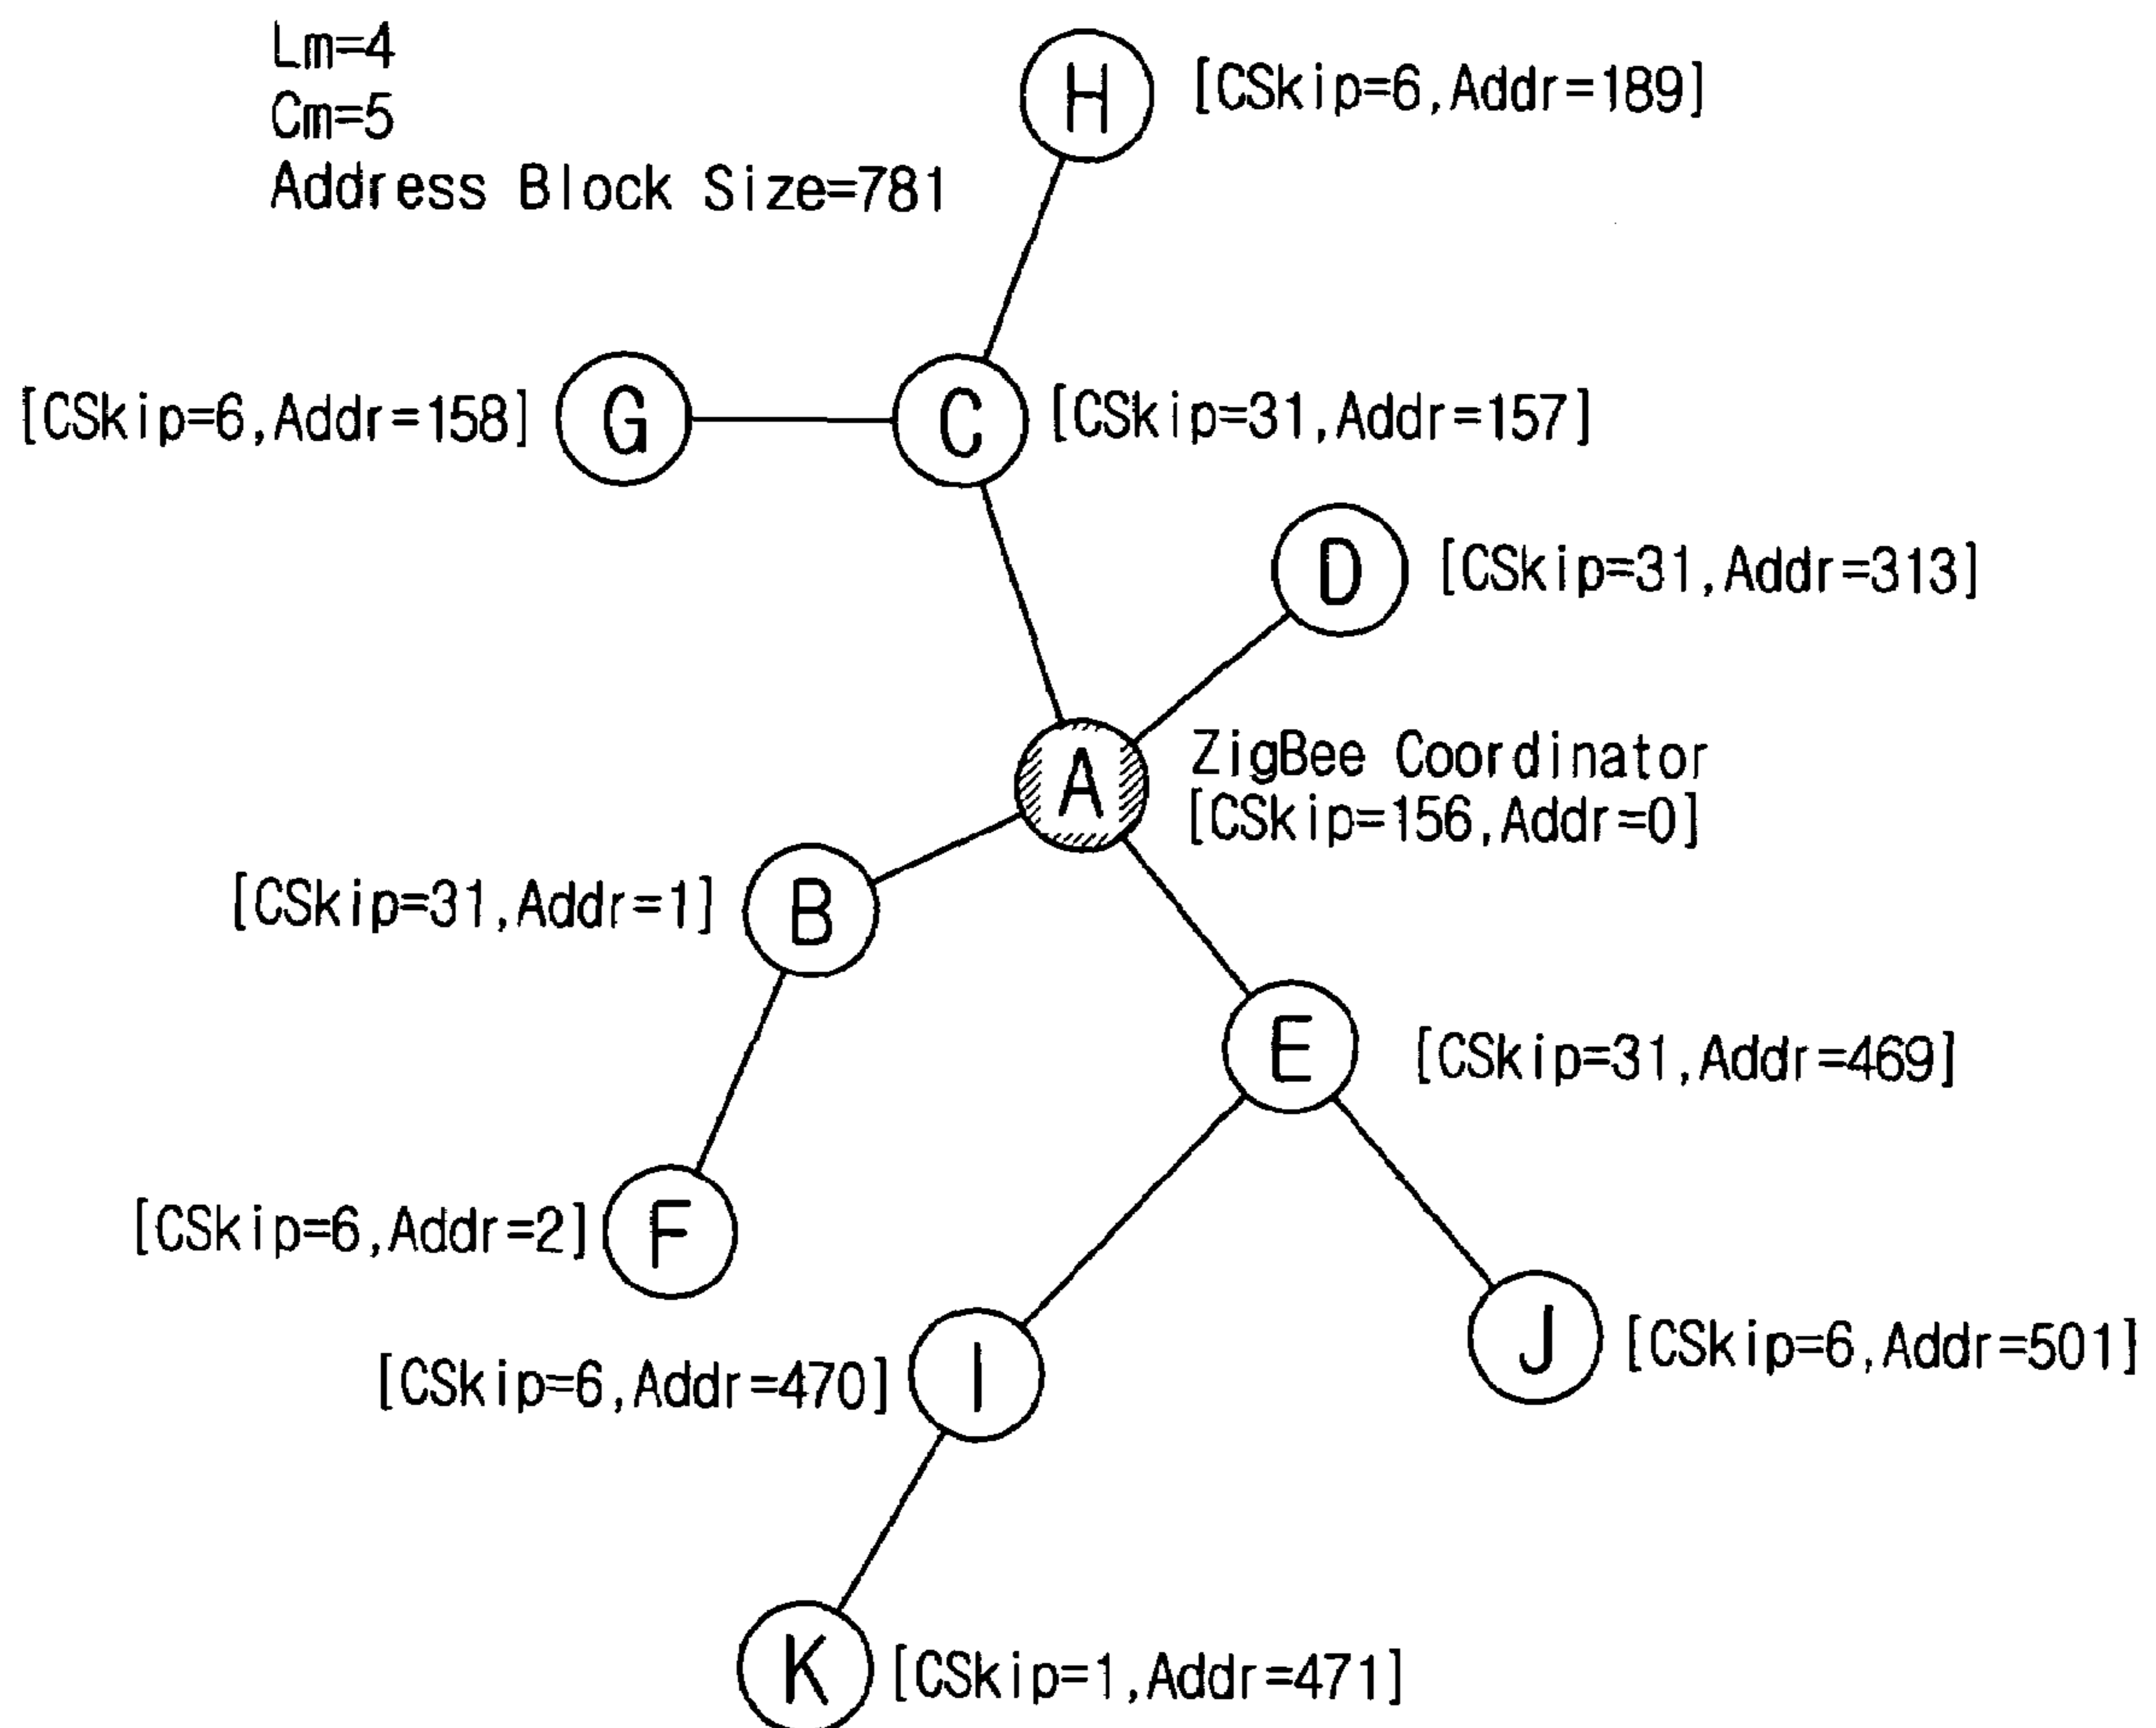 Lm=4
Cm=5
Address Block Size=781
H
[CSkip=6,Addr=189]
[CSkip=6,Addr=158]
G
C
[CSkip=31,Addr=157]
D
[CSkip=31,Addr=313]
A
ZigBee Coordinator
[CSkip=156,Addr=0]
[CSkip=31,Addr=1]
B
E
[CSkip=31,Addr=469]
[CSkip=6,Addr=2]
F
[CSkip=6,Addr=470]
I
J
[CSkip=6,Addr=501]
K
[CSkip=1,Addr=471]